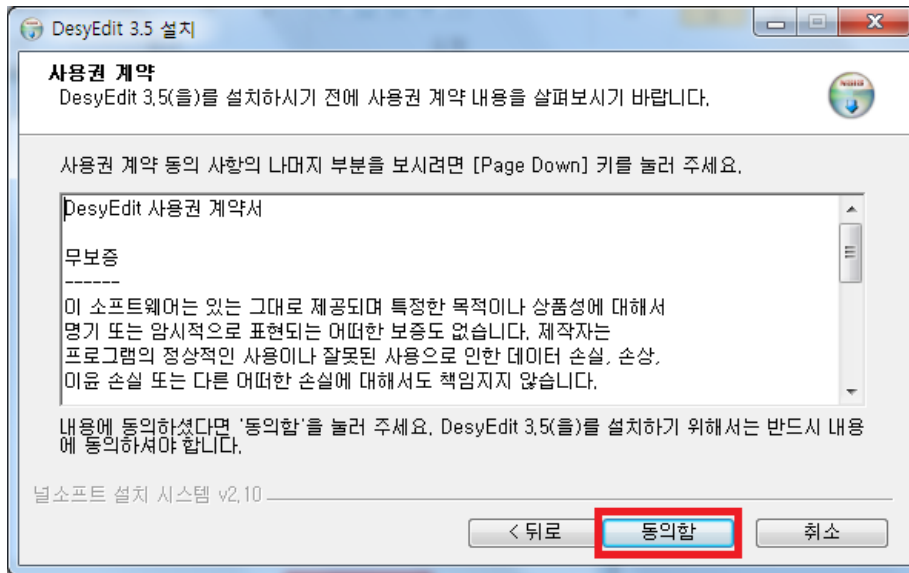 DesyEdit 3.5 설치
사용권 계약
DesyEdit 3.5(을)를 설치하시기 전에 사용권 계약 내용을 살펴보시기 바랍니다.
사용권 계약 동의 사항의 나머지 부분을 보시려면 [Page Down] 키를 눌러 주세요.
DesyEdit 사용권 계약서
무보증
------
이 소프트웨어는 있는 그대로 제공되며 특정한 목적이나 상품성에 대해서
명기 또는 암시적으로 표현되는 어떠한 보증도 없습니다. 제작자는
프로그램의 정상적인 사용이나 잘못된 사용으로 인한 데이터 손실, 손상,
이윤 손실 또는 다른 어떠한 손실에 대해서도 책임지지 않습니다.
내용에 동의하셨다면 '동의함'을 눌러 주세요. DesyEdit 3.5(을)를 설치하기 위해서는 반드시 내용
에 동의하셔야 합니다.
널소프트 설치 시스템 v2.10
< 뒤로
동의함
취소